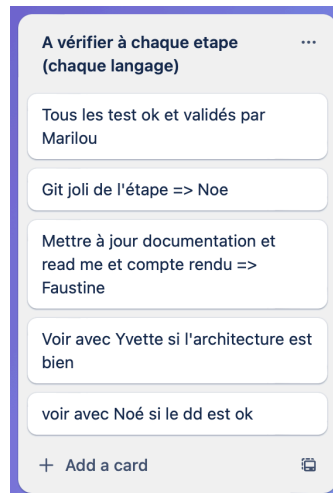 A vérifier à chaque etape
(chaque langage)
Tous les test ok et validés par
Marilou
Git joli de l'étape => Noe
Mettre à jour documentation et
read me et compte rendu =>
Faustine
Voir avec Yvette si l'architecture est
bien
voir avec Noé si le dd est ok
+ Add a card